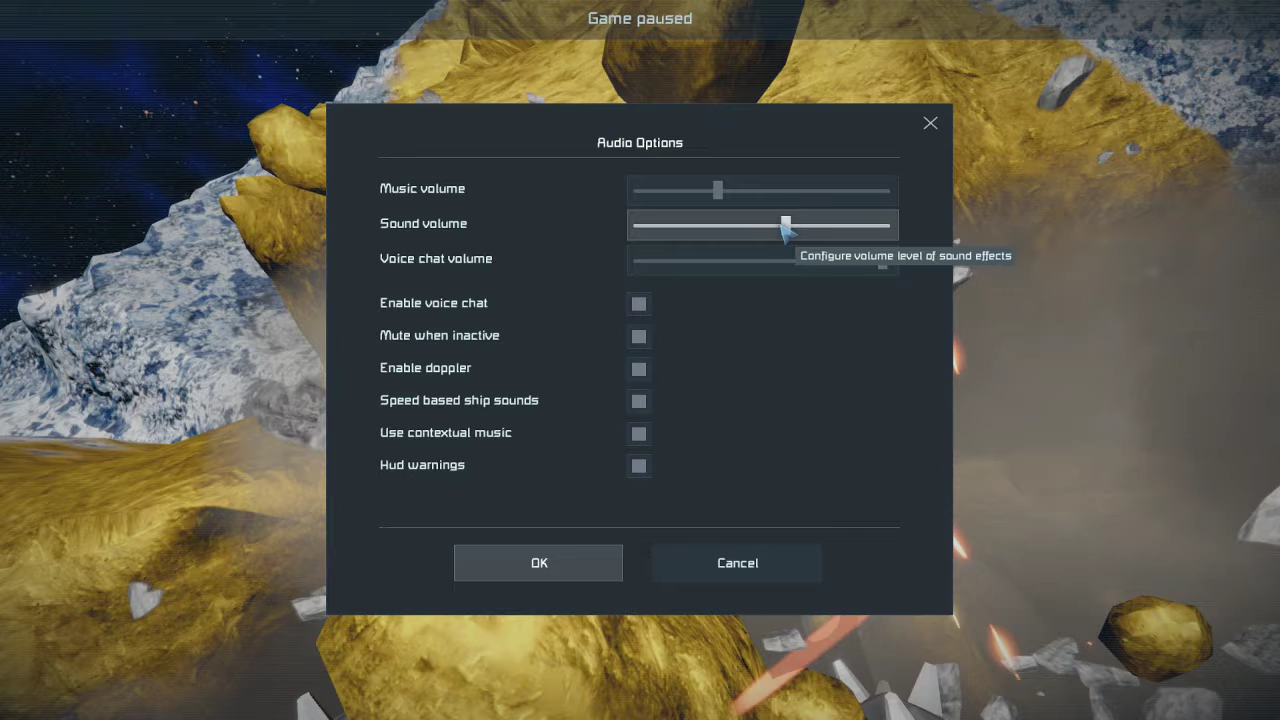 Game paused
Audio Options
Music volume
Sound volume
Voice chat volume
Configure volume level of sound effects
Enable voice chat
Mute when inactive
Enable doppler
Speed based ship sounds
Use contextual music
Hud warnings
OK
Cancel